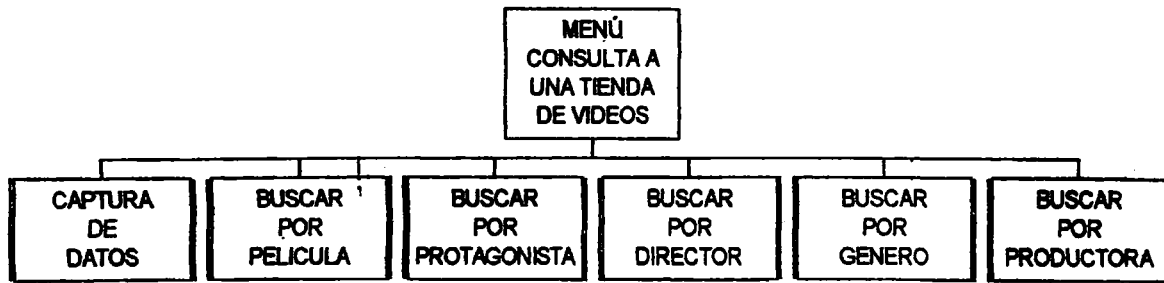 MENÚ
CONSULTA A
UNA TIENDA
DE VIDEOS
CAPTURA
DE
DATOS
BUSCAR
POR
PELICULA
BUSCAR
POR
PROTAGONISTA
BUSCAR
POR
DIRECTOR
BUSCAR
POR
GENERO
BUSCAR
POR
PRODUCTORA